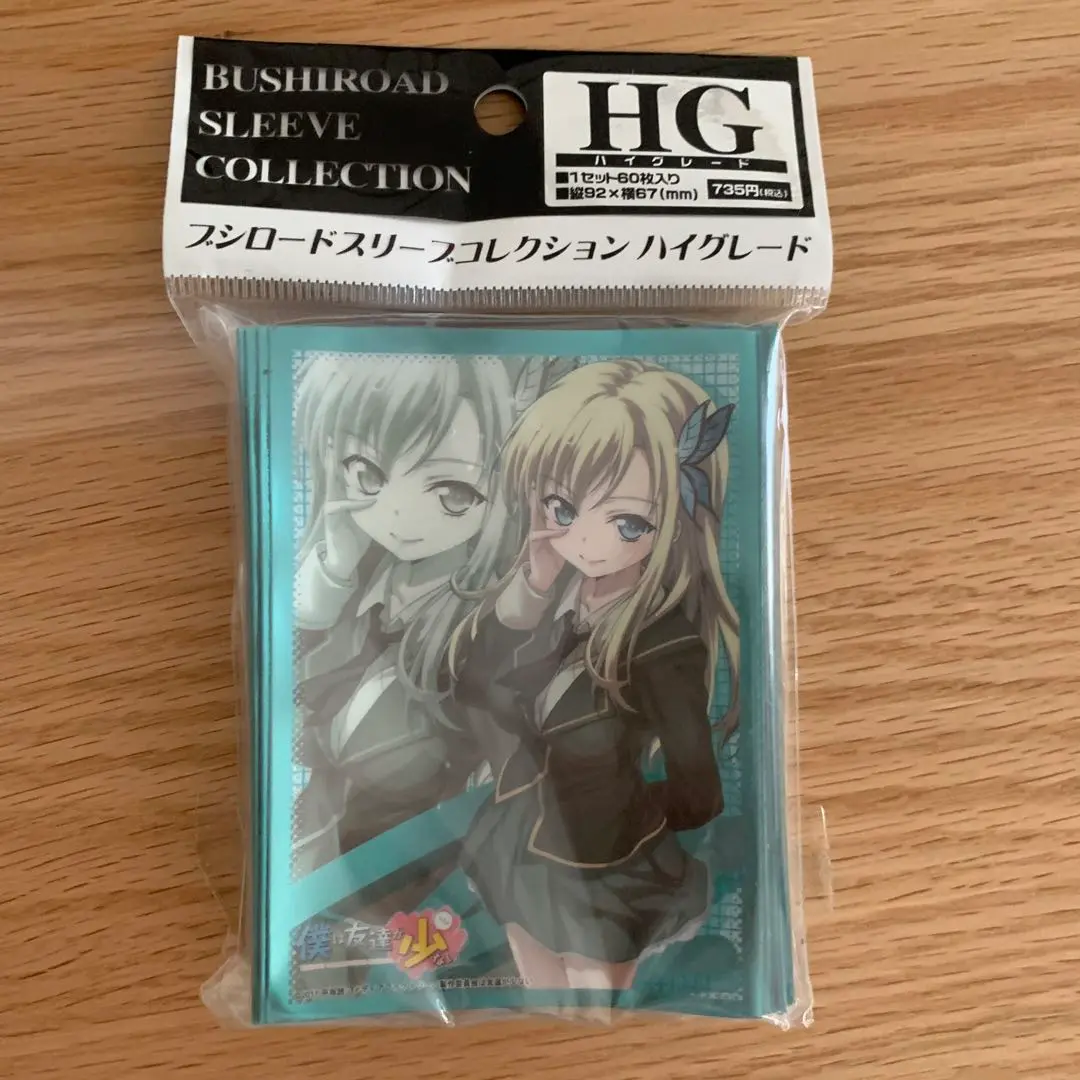 BUSHIROAD
SLEEVE
COLLECTION
HG
ハイグレード
■1セット60枚入り
■縦92×横67(mm)
735円(税込)
ブシロードスリーブコレクション ハイグレード
僕は友達が少ない